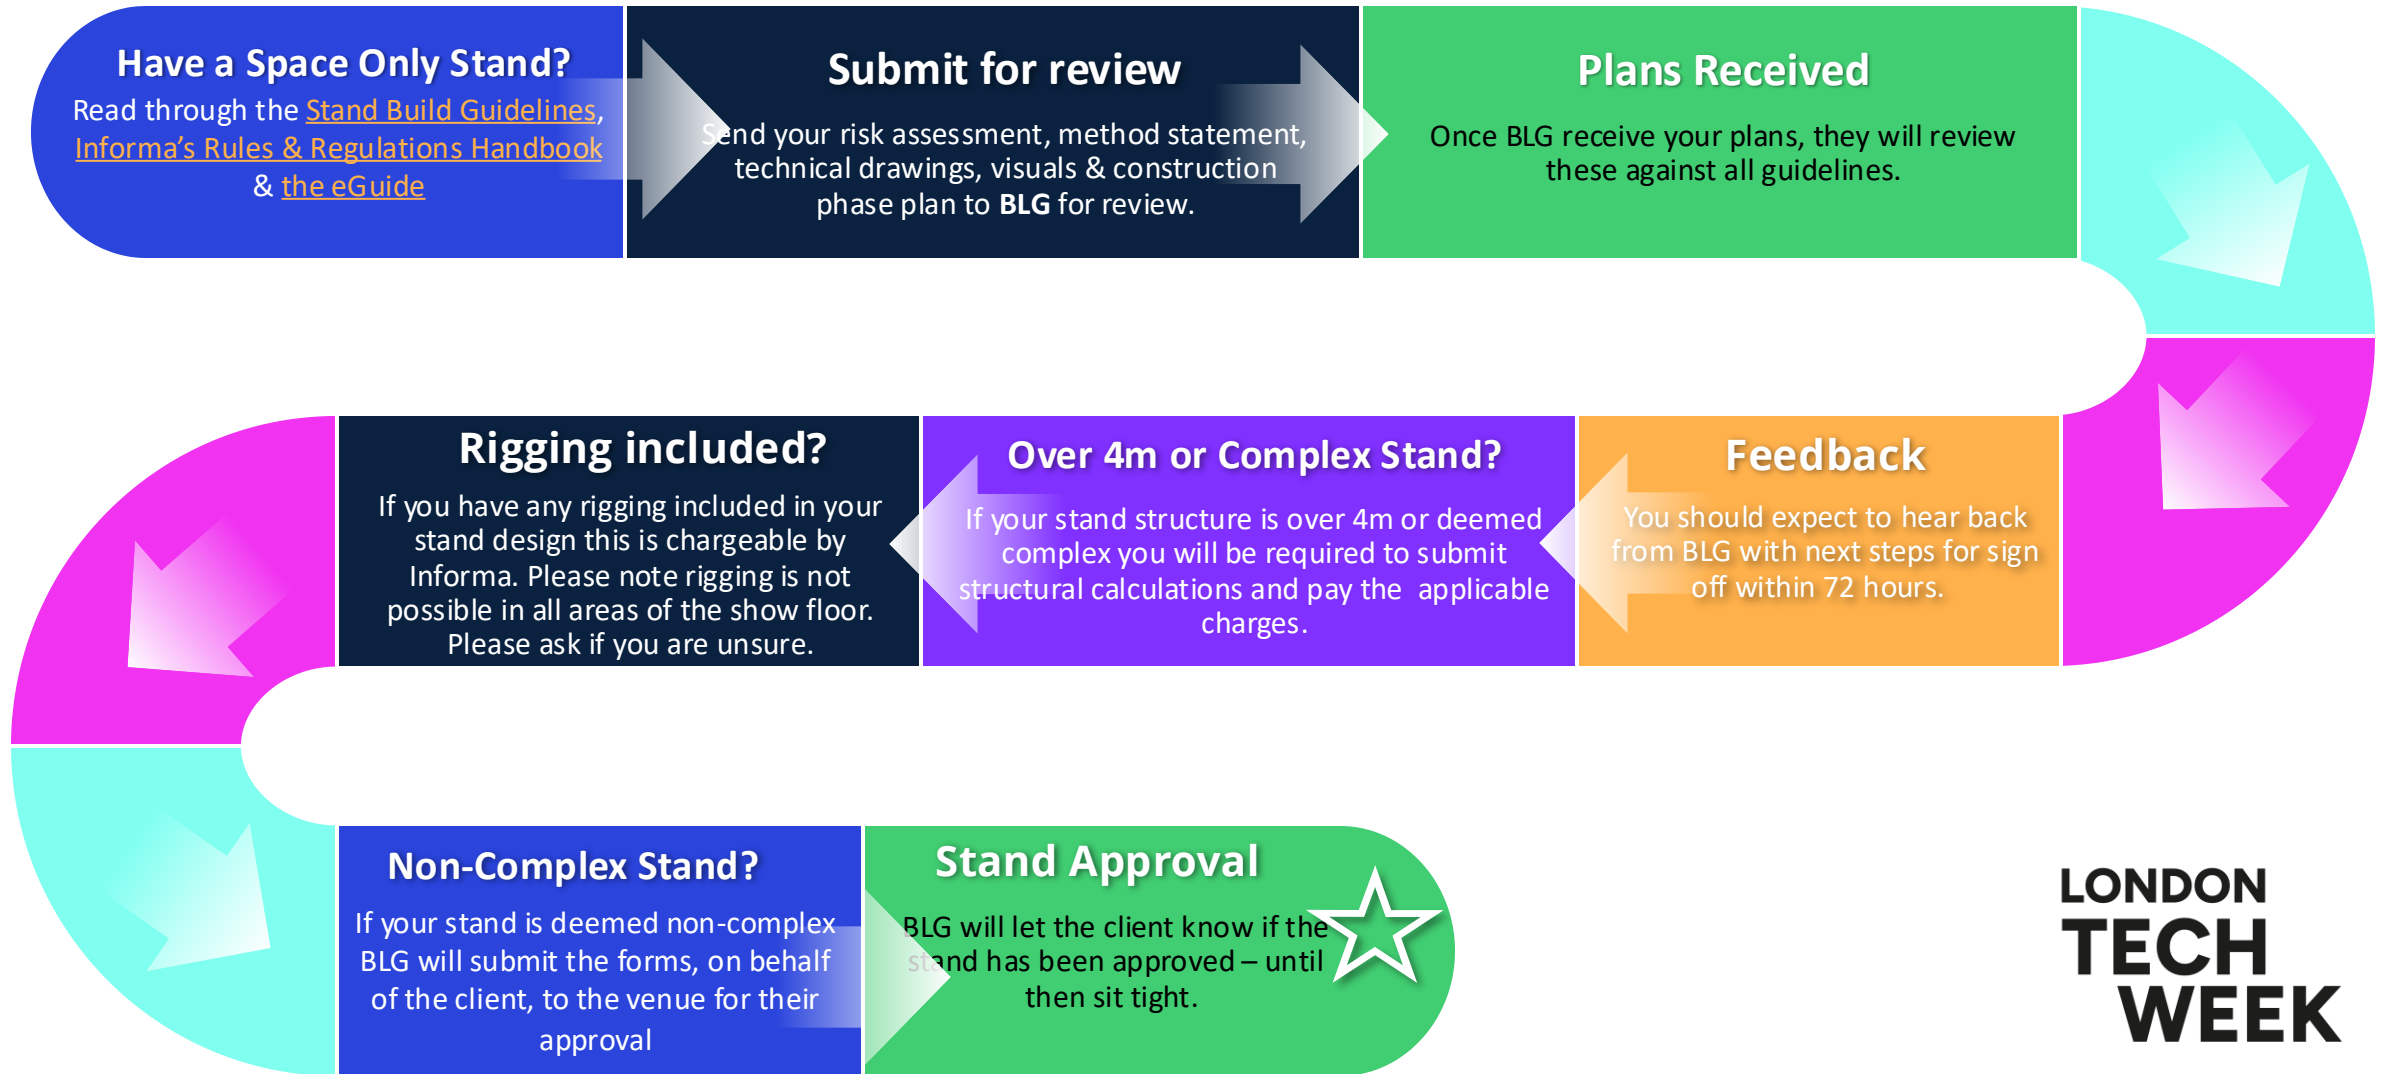 Have a Space Only Stand?
Read through the Stand Build Guidelines,
Informa’s Rules & Regulations Handbook
& the eGuide
Submit for review
Send your risk assessment, method statement,
technical drawings, visuals & construction
phase plan to BLG for review.
Plans Received
Once BLG receive your plans, they will review
these against all guidelines.
Feedback
You should expect to hear back
from BLG with next steps for sign
off within 72 hours.
Over 4m or Complex Stand?
If your stand structure is over 4m or deemed
complex you will be required to submit
structural calculations and pay the  applicable
charges.
Rigging included?
If you have any rigging included in your
stand design this is chargeable by
Informa. Please note rigging is not
possible in all areas of the show floor.
Please ask if you are unsure.
Non-Complex Stand?
If your stand is deemed non-complex
BLG will submit the forms, on behalf
of the client, to the venue for their
approval
Stand Approval
BLG will let the client know if the
stand has been approved – until
then sit tight.
LONDON
TECH
WEEK